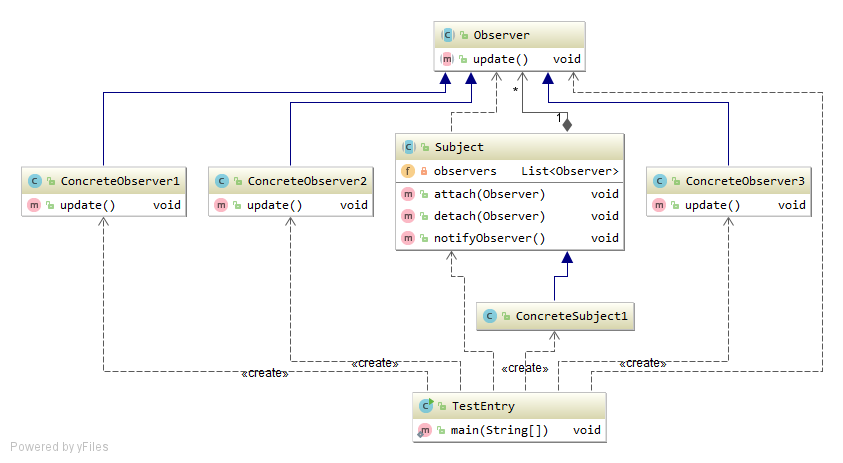 Observer
update() void
*
1
Subject
observers List<Observer>
attach(Observer) void
detach(Observer) void
notifyObserver() void
ConcreteObserver1
update() void
ConcreteObserver2
update() void
ConcreteObserver3
update() void
ConcreteSubject1
«create»
«create»
«create»
«create»
TestEntry
main(String[]) void
Powered by yFiles